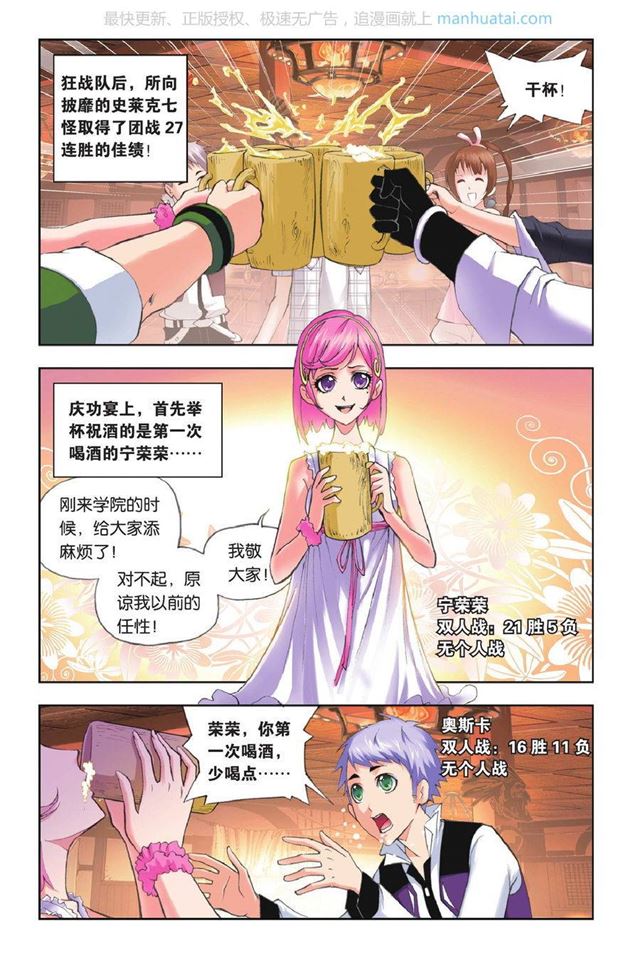 最快更新、正版授权、极速无广告，追漫画就上 manhuatai.com
狂战队后，所向
披靡的史莱克七
怪取得了团战 27
连胜的佳绩！
干杯！
庆功宴上，首先举
杯祝酒的是第一次
喝酒的宁荣荣……
刚来学院的时
候，给大家添
麻烦了！
对不起，原
谅我以前的
任性！
我敬
大家！
宁荣荣
双人战：21 胜 5 负
无个人战
荣荣，你第
一次喝酒，
少喝点……
奥斯卡
双人战：16 胜 11 负
无个人战